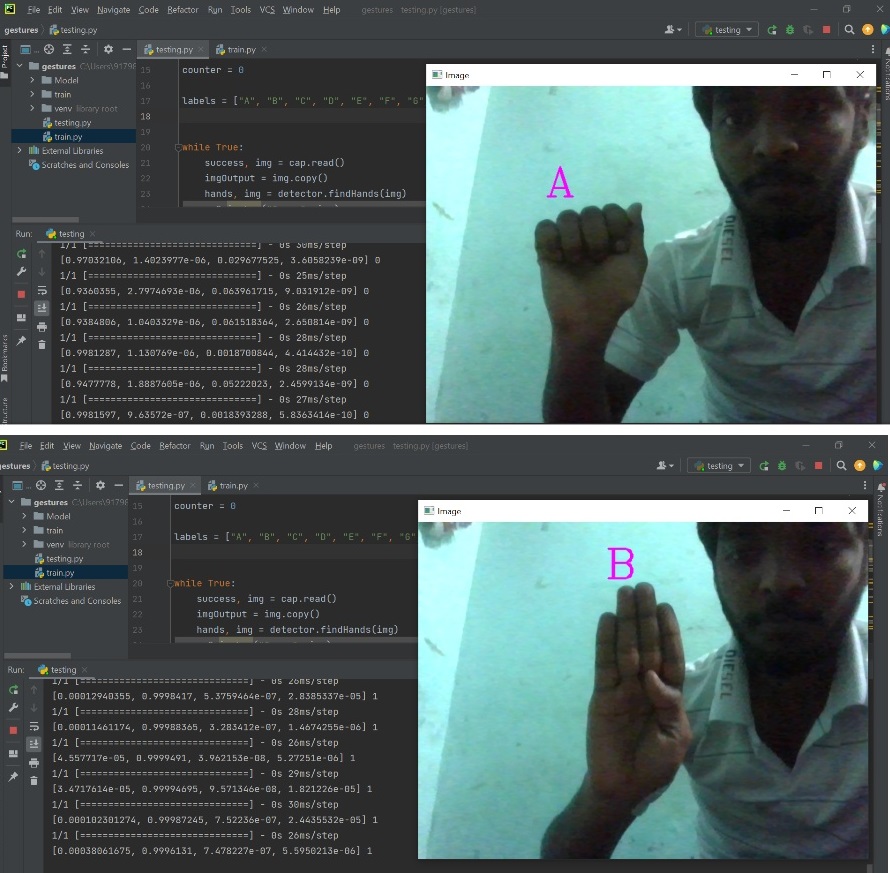 File Edit View Navigate Code Refactor Run Tools VCS Window Help gestures testing.py [gestures]
gestures testing.py
testing
Project
testing.py train.py
Notifications
gestures C:\Users\91798
Model
train
venv library root
testing.py
train.py
External Libraries
Scratches and Consoles
15 counter = 0
16
17 labels = ["A", "B", "C", "D", "E", "F", "G"
18
19
20 while True:
21 success, img = cap.read()
22 imgOutput = img.copy()
23 hands, img = detector.findHands(img)
Image
A
DIESEL
Run: testing
1/1 [==============================] - 0s 30ms/step
[0.97032106, 1.4023977e-06, 0.029677525, 3.6058239e-09] 0
1/1 [==============================] - 0s 25ms/step
[0.9360355, 2.7974693e-06, 0.063961715, 9.031912e-09] 0
1/1 [==============================] - 0s 26ms/step
[0.9384806, 1.0403329e-06, 0.061518364, 2.650814e-09] 0
1/1 [==============================] - 0s 28ms/step
[0.9981287, 1.130769e-06, 0.0018700844, 4.414432e-10] 0
1/1 [==============================] - 0s 28ms/step
[0.9477778, 1.8887605e-06, 0.05222023, 2.4599134e-09] 0
1/1 [==============================] - 0s 27ms/step
[0.9981597, 9.63572e-07, 0.0018393288, 5.8363414e-10] 0
Bookmarks
File Edit View Navigate Code Refactor Run Tools VCS Window Help gestures testing.py [gestures]
gestures testing.py
testing
testing.py train.py
Notifications
gestures C:\Users\91798
Model
train
venv library root
testing.py
train.py
External Libraries
Scratches and Consoles
15 counter = 0
16
17 labels = ["A", "B", "C", "D", "E", "F", "G"
18
19
20 while True:
21 success, img = cap.read()
22 imgOutput = img.copy()
23 hands, img = detector.findHands(img)
Image
B
DIESEL
Run: testing
1/1 [==============================] - 0s 26ms/step
[0.00012940355, 0.9998417, 5.3759464e-07, 2.8385337e-05] 1
1/1 [==============================] - 0s 28ms/step
[0.00011461174, 0.99988365, 3.283412e-07, 1.4674255e-06] 1
1/1 [==============================] - 0s 26ms/step
[4.557717e-05, 0.9999491, 3.962153e-08, 5.27251e-06] 1
1/1 [==============================] - 0s 29ms/step
[3.4717614e-05, 0.99994695, 9.571346e-08, 1.821226e-05] 1
1/1 [==============================] - 0s 30ms/step
[0.000102301274, 0.99987245, 7.52236e-07, 2.4435532e-05] 1
1/1 [==============================] - 0s 26ms/step
[0.00038061675, 0.9996131, 7.478227e-07, 5.5950213e-06] 1